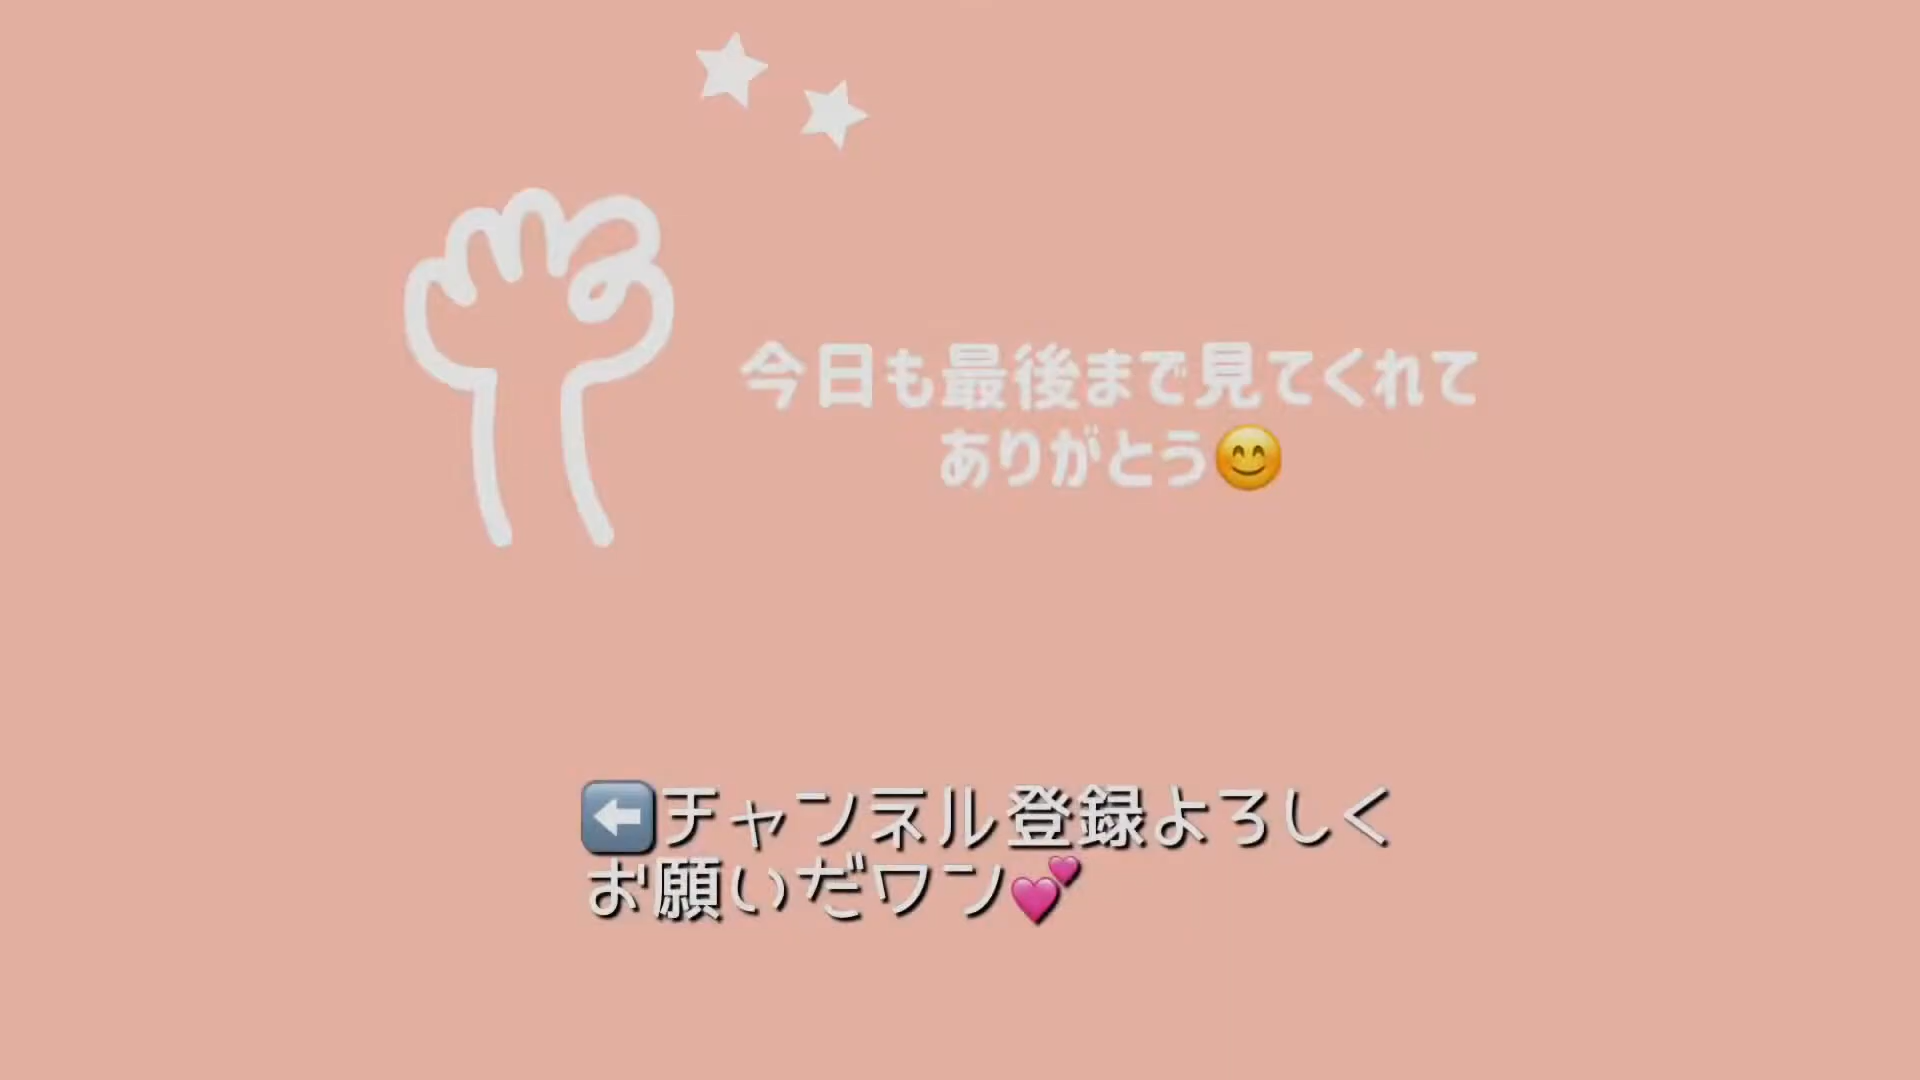 今日も最後まで見てくれて
ありがとう😊
⬅️チャンネル登録よろしく
お願いだワン💕